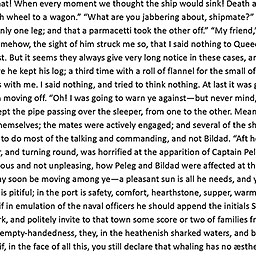 nat! When every moment we thought the ship would sink! Death a
h wheel to a wagon.” “What are you jabbering about, shipmate?”
nly one leg; and that a parmacetti took the other off.” “My friend,”
mehow, the sight of him struck me so, that I said nothing to Quee
st. But it seems they always give very long notice in these cases, an
e he kept his log; a third time with a roll of flannel for the small of
s with me. I said nothing, and tried to think nothing. At last it was g
moving off. “Oh! I was going to warn ye against—but never mind,
ept the pipe passing over the sleeper, from one to the other. Mean
emselves; the mates were actively engaged; and several of the sh
to do most of the talking and commanding, and not Bildad. “Aft h
r, and turning round, was horrified at the apparition of Captain Pel
ous and not unpleasing, how Peleg and Bildad were affected at th
y soon be moving among ye—a pleasant sun is all he needs, and y
is pitiful; in the port is safety, comfort, hearthstone, supper, warm
if in emulation of the naval officers he should append the initials S
rk, and politely invite to that town some score or two of families f
empty-handedness, they, in the heathenish sharked waters, and b
if, in the face of all this, you still declare that whaling has no æsthe